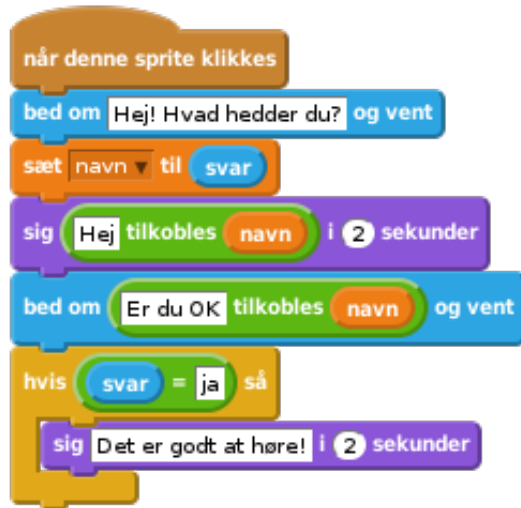 når denne sprite klikkes
bed om Hej! Hvad hedder du? og vent
sæt navn ▼ til svar
sig Hej tilkobles navn i 2 sekunder
bed om Er du OK tilkobles navn og vent
hvis svar = ja så
sig Det er godt at høre! i 2 sekunder